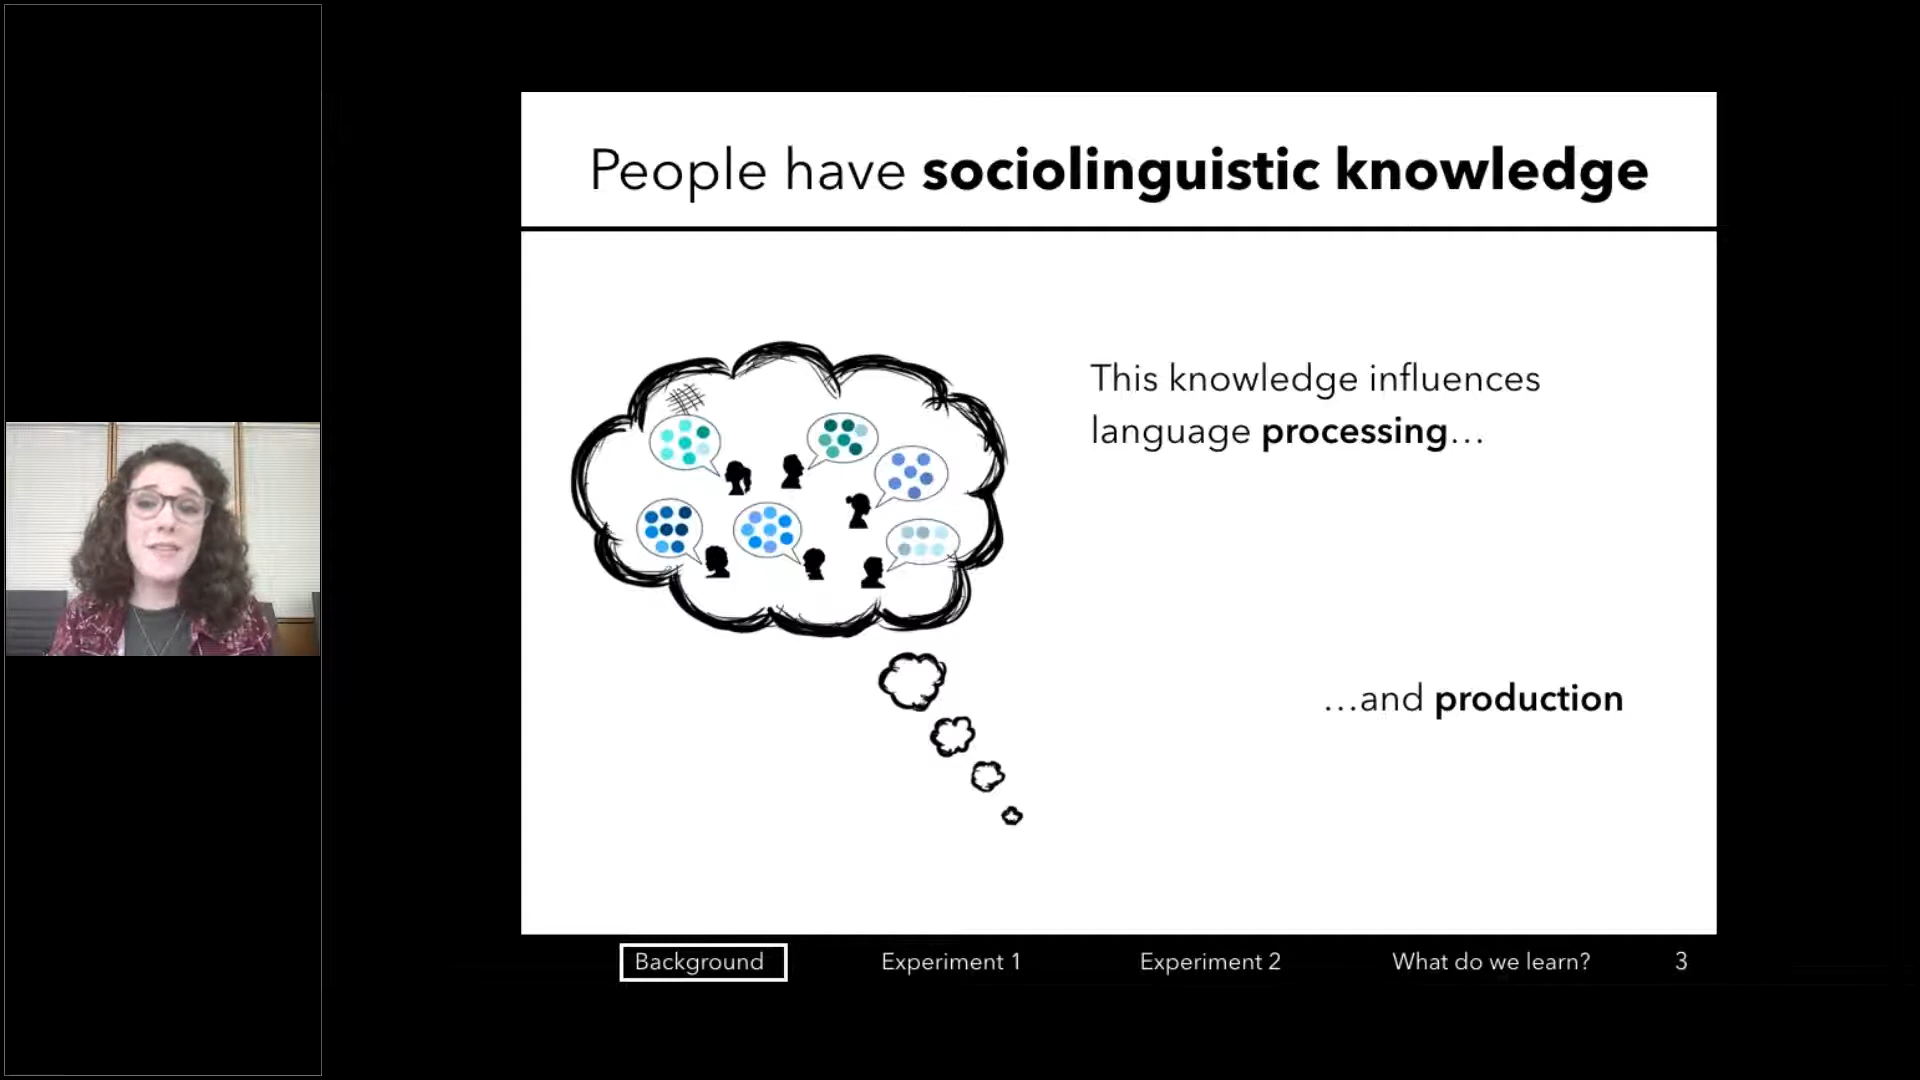 People have sociolinguistic knowledge
This knowledge influences
language processing…
…and production
Background
Experiment 1
Experiment 2
What do we learn?
3